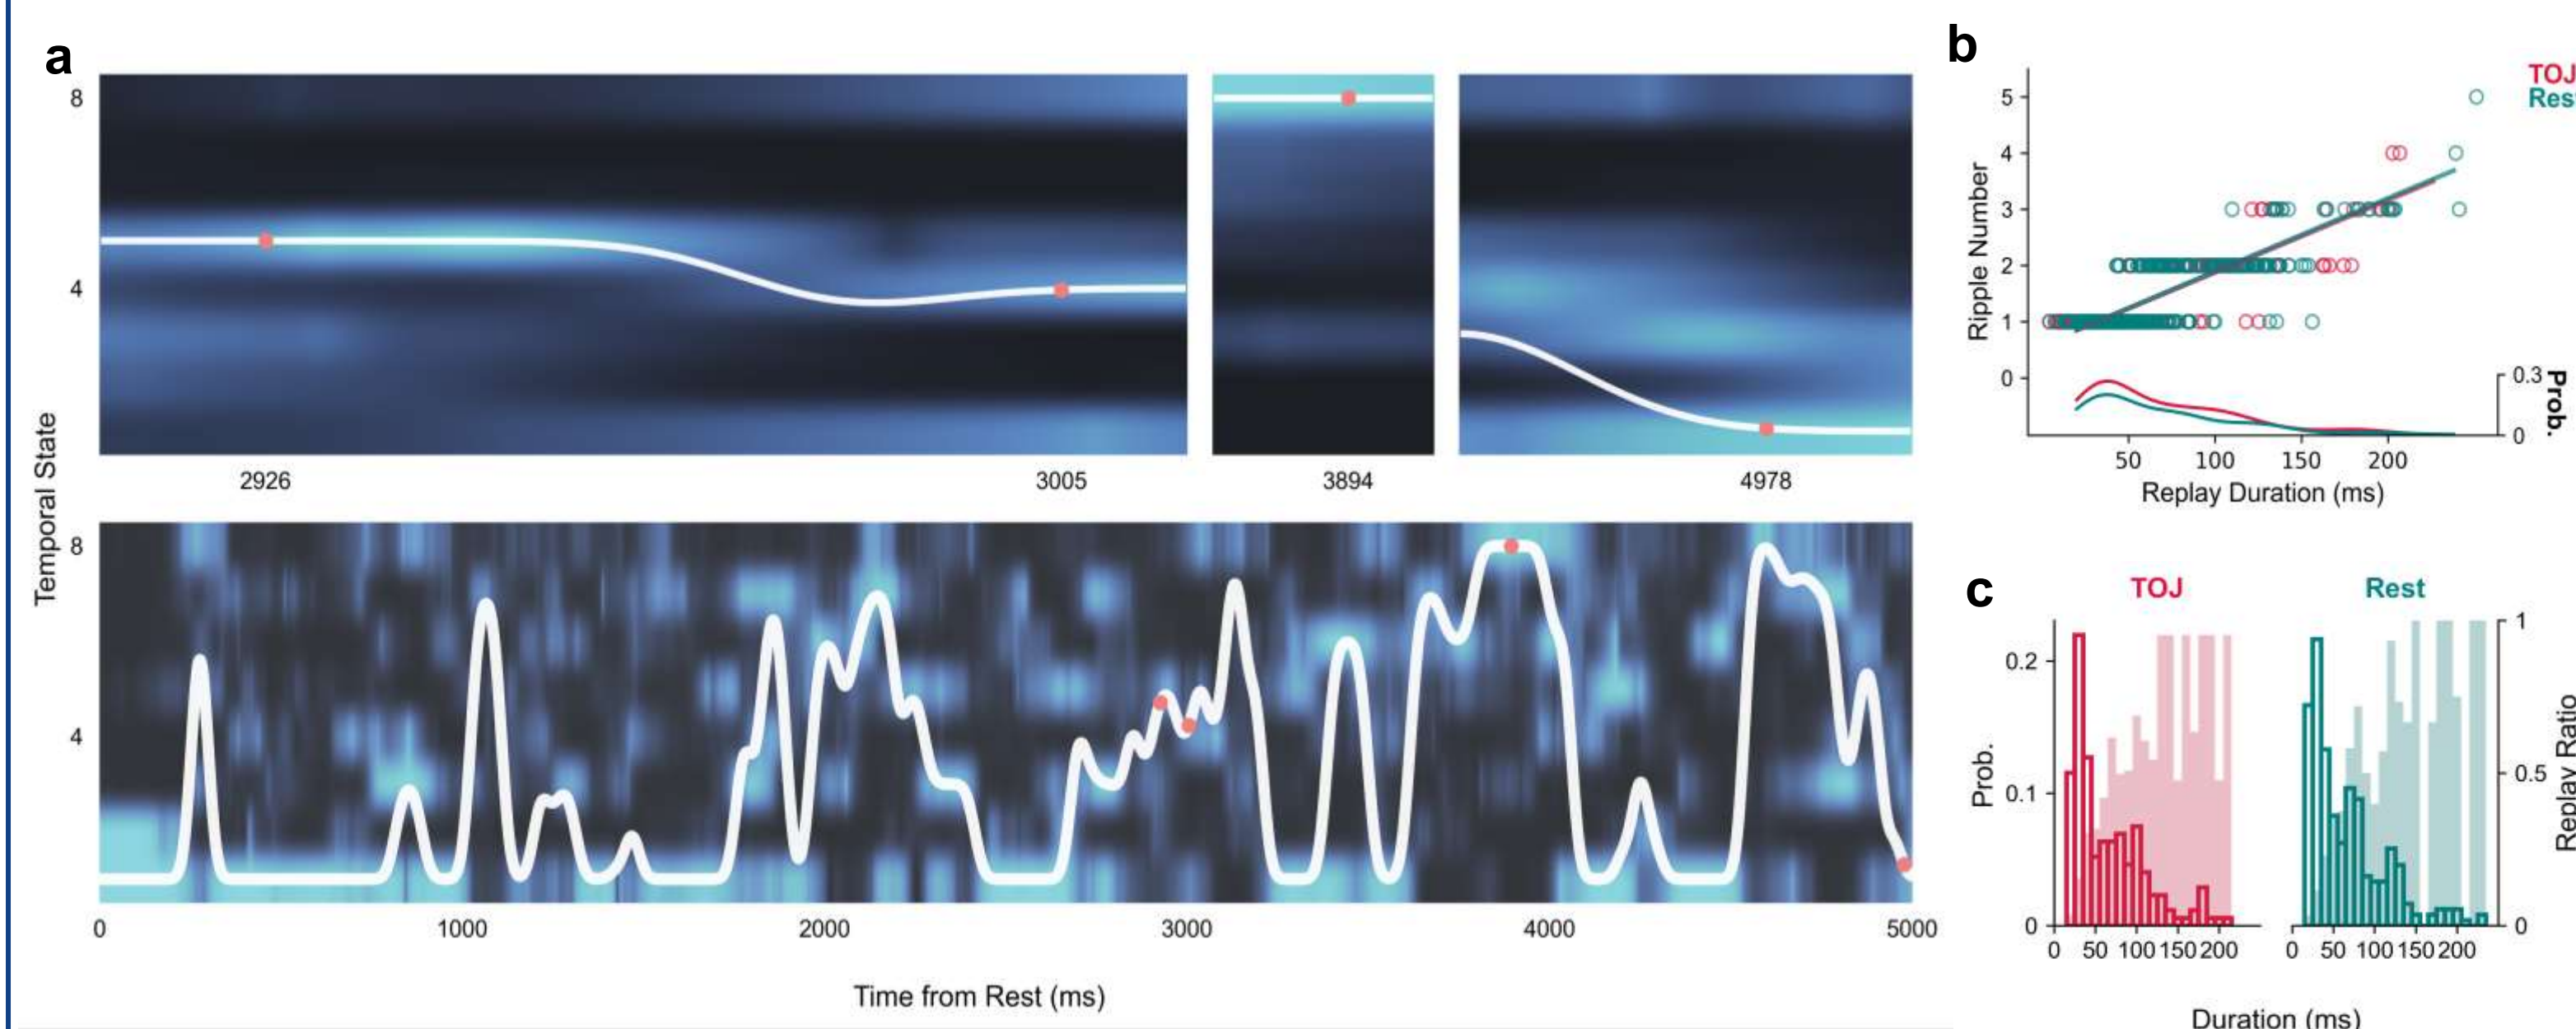 a
8
4
2926 3005 3894 4978
Temporal State
8
4
0 1000 2000 3000 4000 5000
Time from Rest (ms)
b
TOJ
Res
5
4
3
2
1
0
Ripple Number
0.3
0
Prob.
50 100 150 200
Replay Duration (ms)
c
TOJ Rest
0.2
0.1
0
Prob.
1
0.5
0
Replay Ratio
0 50 100 150 200 0 50 100 150 200
Duration (ms)